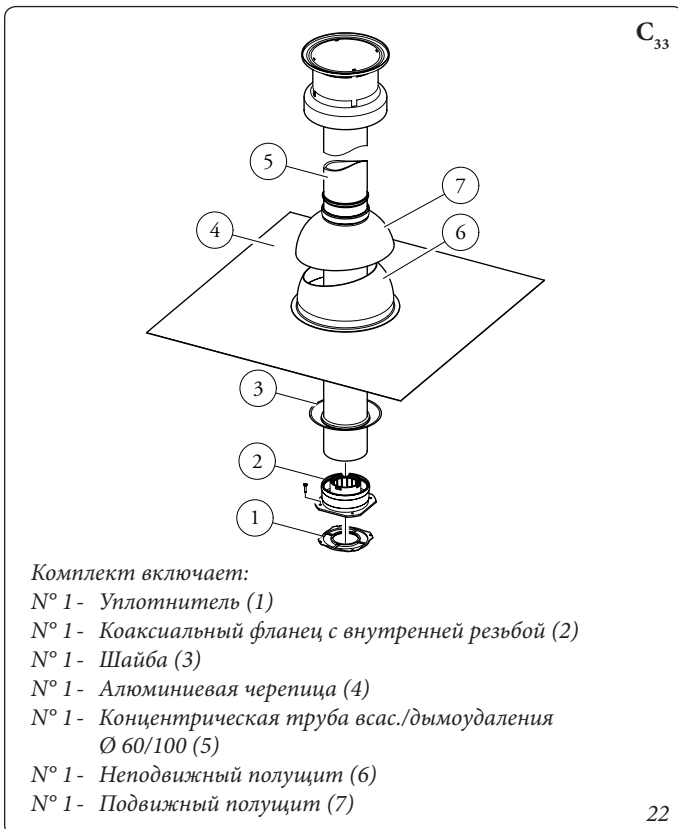 C33
5
7
4
6
3
2
1
Комплект включает:
N° 1 - Уплотнитель (1)
N° 1 - Коаксиальный фланец с внутренней резьбой (2)
N° 1 - Шайба (3)
N° 1 - Алюминиевая черепица (4)
N° 1 - Концентрическая труба всас./дымоудаления
Ø 60/100 (5)
N° 1 - Неподвижный полущит (6)
N° 1 - Подвижный полущит (7)
22